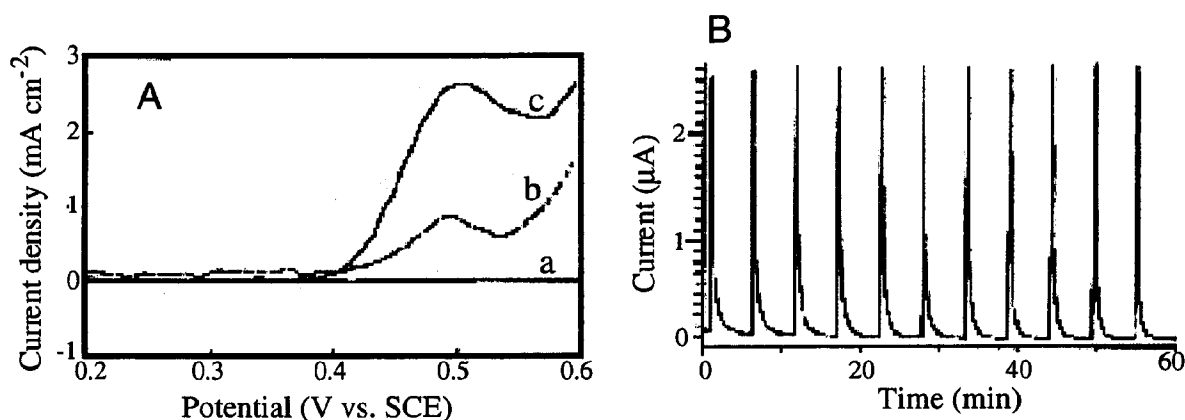 A
Current density (mA cm⁻²)
3
2
1
0
-1
c
b
a
0.2 0.3 0.4 0.5 0.6
Potential (V vs. SCE)
B
Current (μA)
2
1
0
0 20 40 60
Time (min)